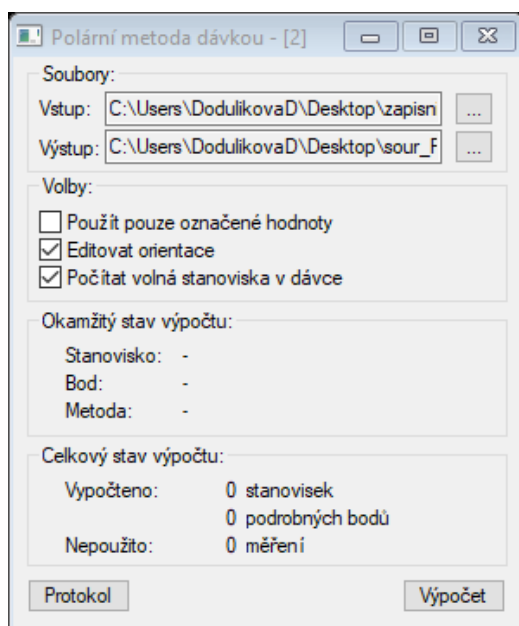 Polární metoda dávkou - [2]
Soubory:
Vstup: C:\Users\DodulikovaD\Desktop\zapisni ...
Výstup: C:\Users\DodulikovaD\Desktop\sour_F ...
Volby:
Použít pouze označené hodnoty
Editovat orientace
Počítat volná stanoviska v dávce
Okamžitý stav výpočtu:
Stanovisko: -
Bod: -
Metoda: -
Celkový stav výpočtu:
Vypočteno: 0 stanovisek
0 podrobných bodů
Nepoužito: 0 měření
Protokol Výpočet